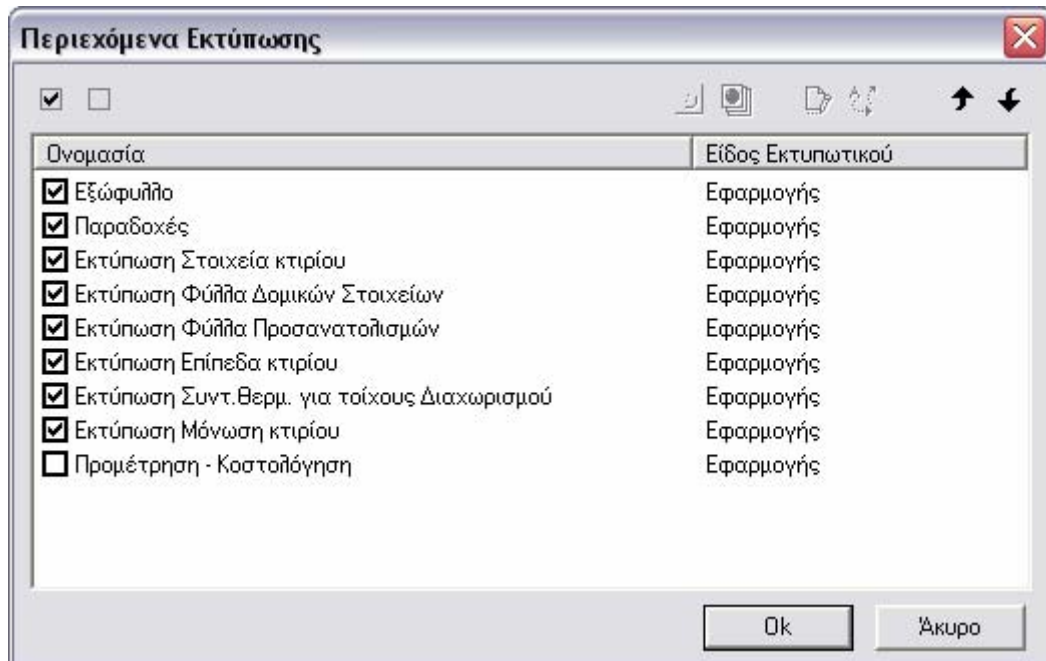 Περιεχόμενα Εκτύπωσης
Ονομασία Είδος Εκτυπωτικού
Εξώφυλλο Εφαρμογής
Παραδοχές Εφαρμογής
Εκτύπωση Στοιχεία κτιρίου Εφαρμογής
Εκτύπωση Φύλλα Δομικών Στοιχείων Εφαρμογής
Εκτύπωση Φύλλα Προσανατολισμών Εφαρμογής
Εκτύπωση Επίπεδα κτιρίου Εφαρμογής
Εκτύπωση Συντ.Θερμ. για τοίχους Διαχωρισμού Εφαρμογής
Εκτύπωση Μόνωση κτιρίου Εφαρμογής
Προμέτρηση - Κοστολόγηση Εφαρμογής
Ok Άκυρο